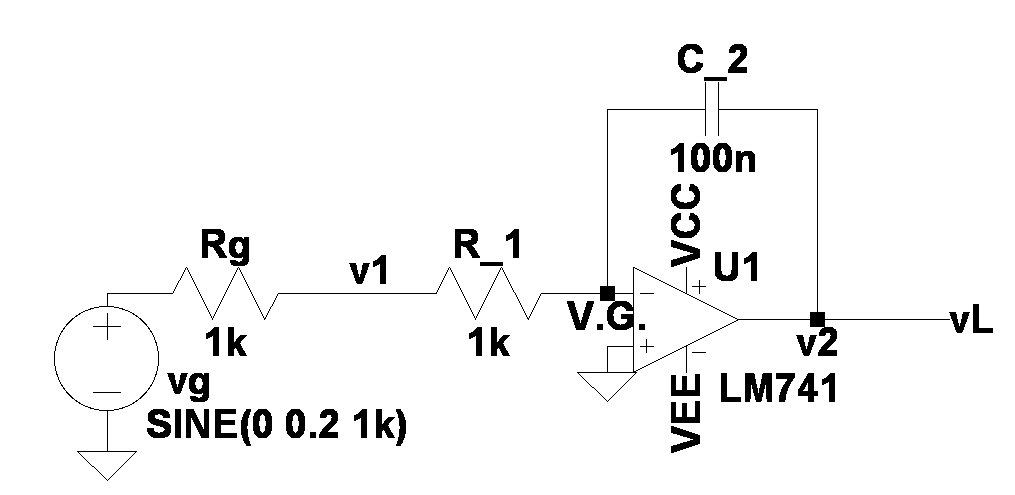 C_2
100n
VCC
Rg
v1
R_1
U1
V.G.
1k
1k
v2
vL
vg
VEE
LM741
SINE(0 0.2 1k)